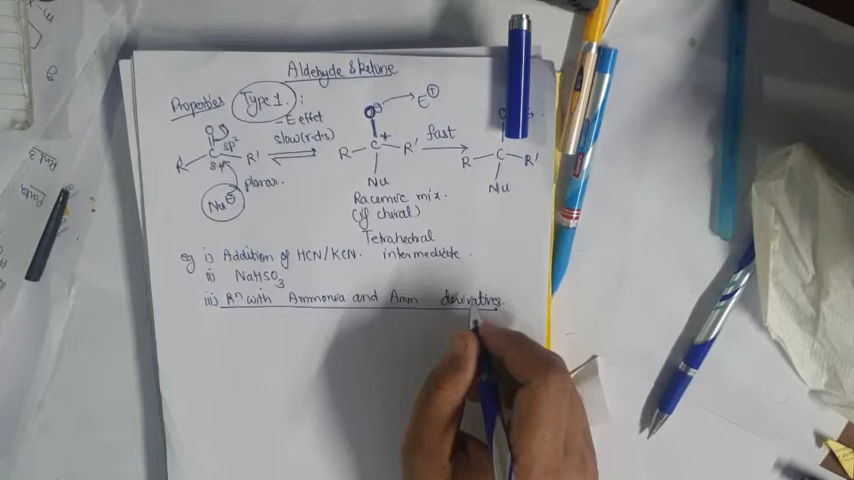 Aldehyde & ketone
Properties Type 1. :
-E effet
slow(r·d·s)
O sp²
R - C - R' δ+
Nu⊖ planar.
O⊖ → E⊕
R - C+ - R'
Nu
fast
R - C - R'
Nu
Racemic mix.
(if chiral)
Tetrahedral
intermediate.
eg i) Addition of HCN/KCN.
ii) NaHSO3
iii) Rn with Ammonia and Amm derivatives.